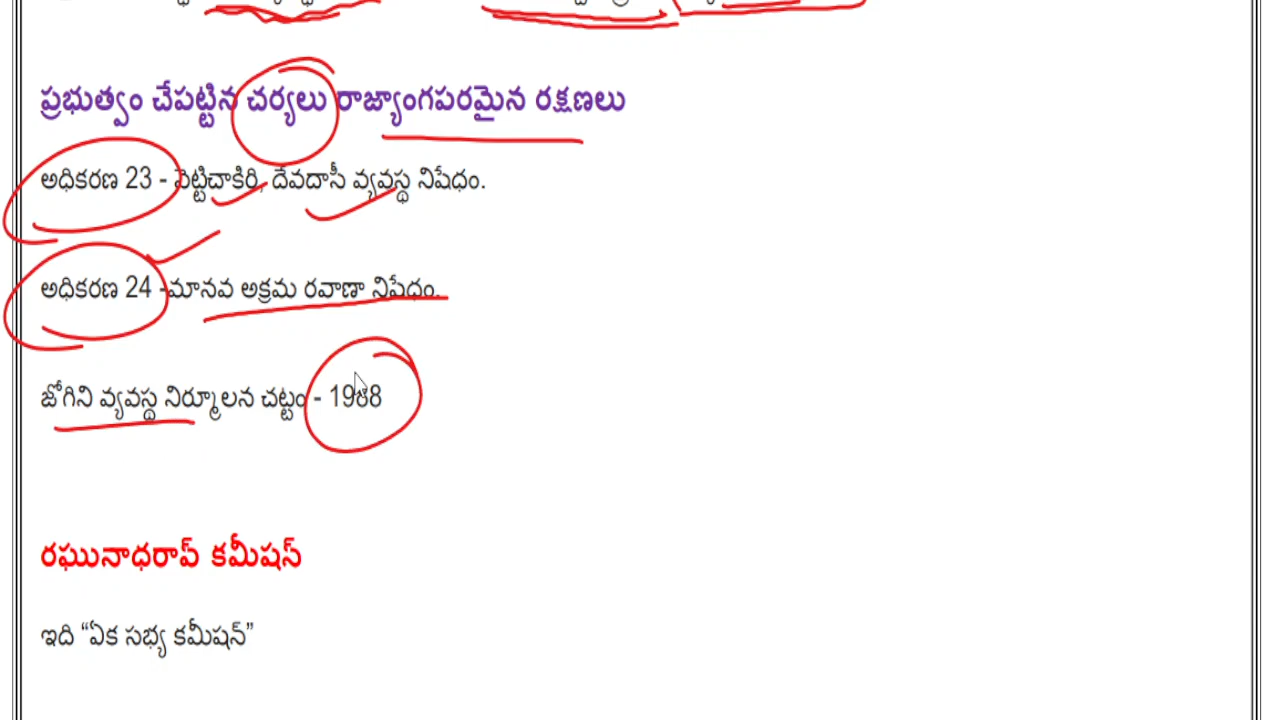 ప్రభుత్వం చేపట్టిన చర్యలు రాజ్యాంగపరమైన రక్షణలు
అధికరణ 23 - వెట్టిచాకిరి, దేవదాసీ వ్యవస్థ నిషేధం.
అధికరణ 24 -మానవ అక్రమ రవాణా నిషేధం.
జోగిని వ్యవస్థ నిర్మూలన చట్టం - 1988
రఘునాధరావ్ కమీషన్
ఇది “ఏక సభ్య కమీషన్”